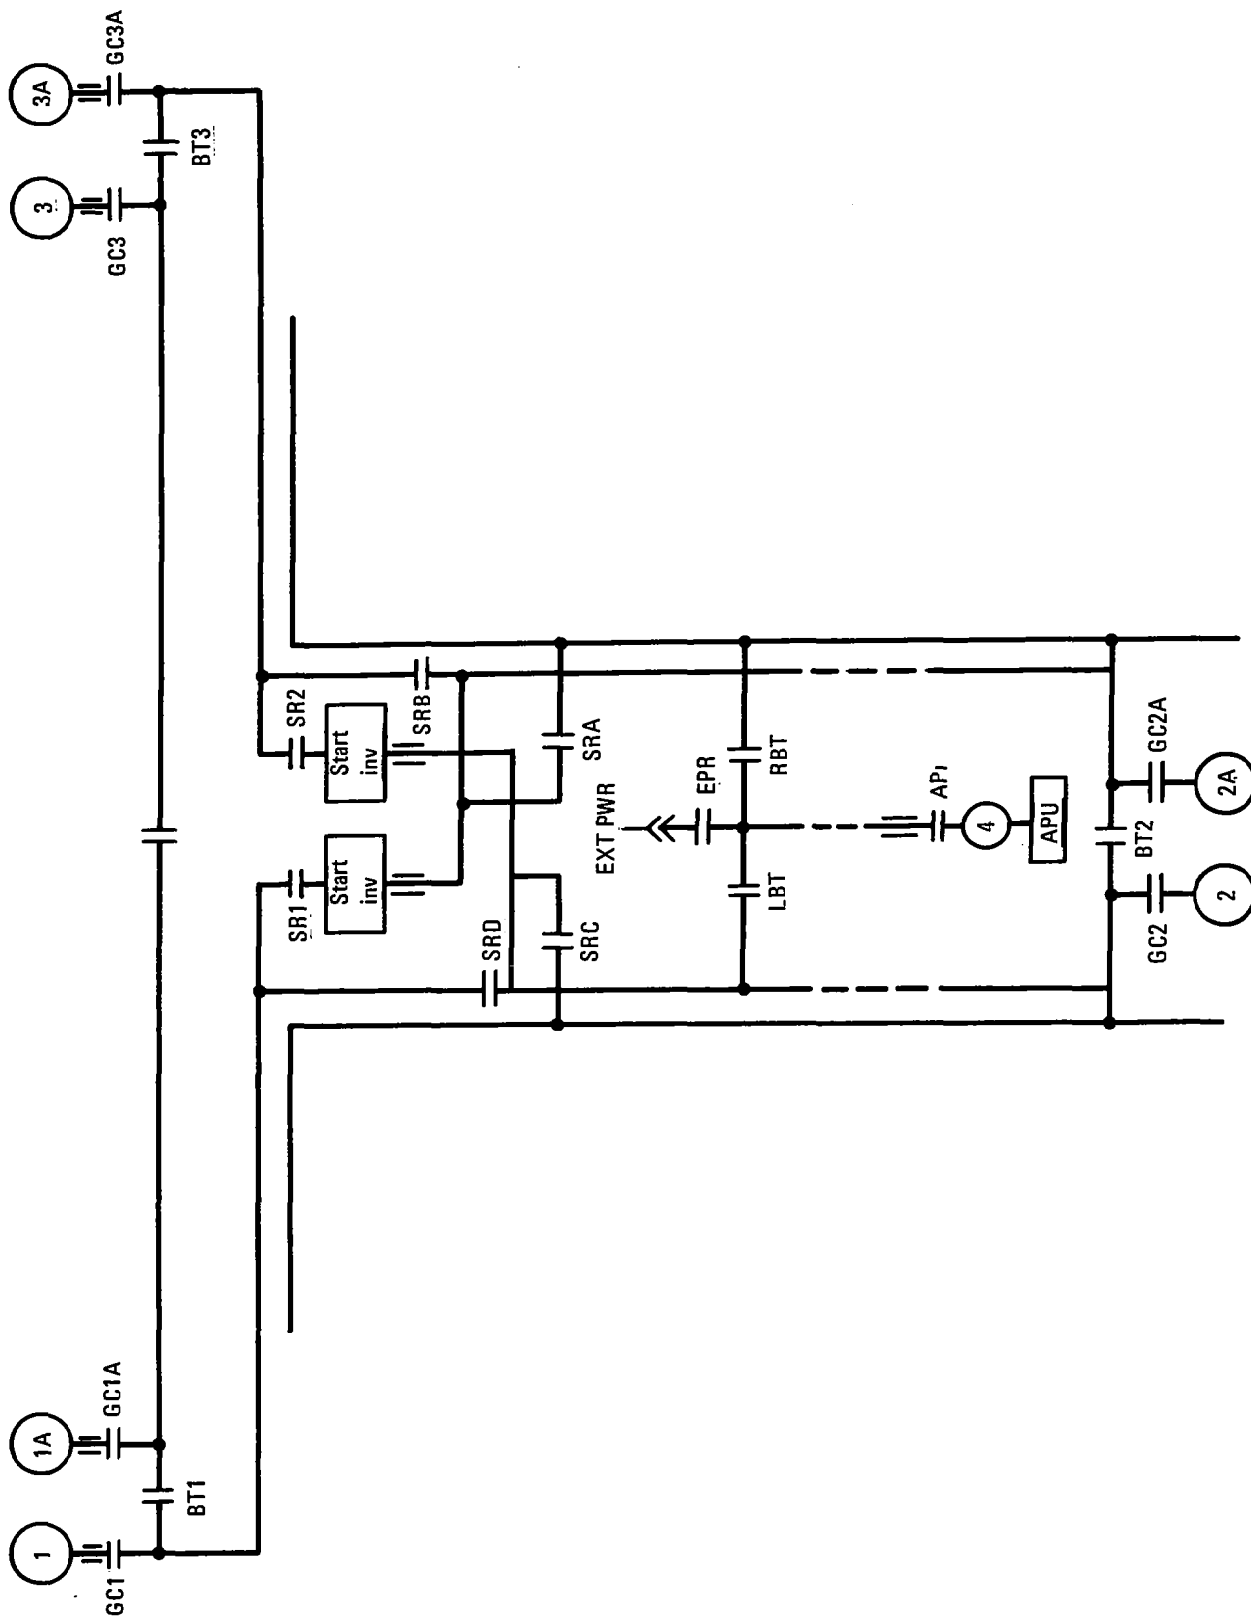 3A
GC3A
BT3
3
GC3
SR2
Start
inv
SRB
SRA
SR1
Start
inv
SRD
SRC
EXT PWR
EPR
RBT
LBT
4
APU
GC2A
2A
BT2
GC2
2
1A
GC1A
BT1
1
GC1